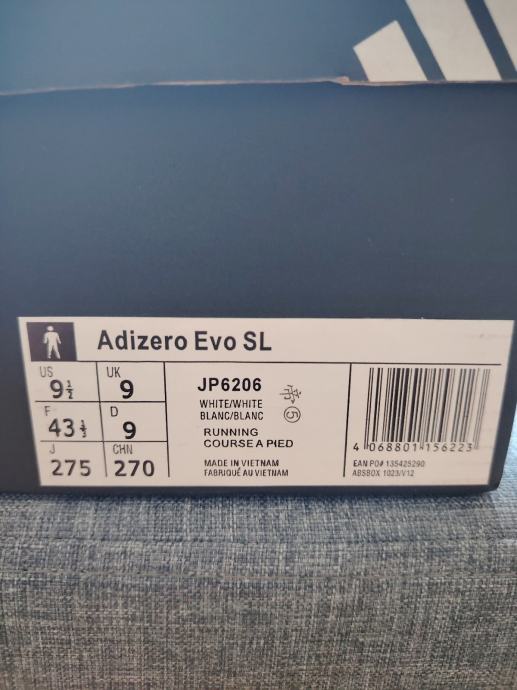 Adizero Evo SL
US
9½
UK
9
F
43⅓
D
9
J
275
CHN
270
JP6206
WHITE/WHITE
BLANC/BLANC
RUNNING
COURSE A PIED
MADE IN VIETNAM
FABRIQUÉ AU VIETNAM
5
4 068801 156223
EAN PO# 135425290
ABSBOX 1023/V12